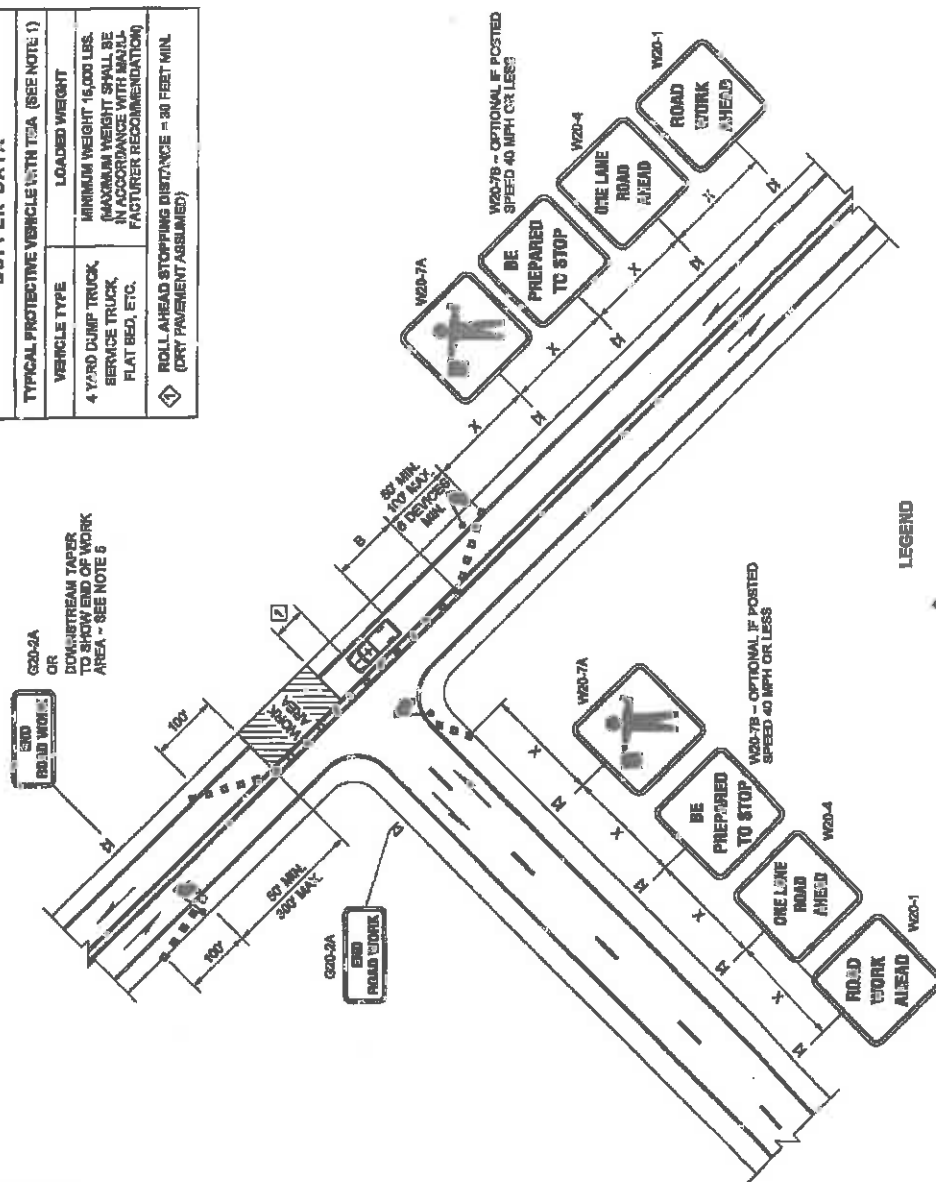 TYPICAL PROTECTIVE VEHICLE WITH TMA (SEE NOTE 1)
VEHICLE TYPE
LOADED WEIGHT
4 YARD DUMP TRUCK,
SERVICE TRUCK,
FLAT BED, ETC.
MINIMUM WEIGHT 15,000 LBS.
(MAXIMUM WEIGHT SHALL BE
IN ACCORDANCE WITH MANU-
FACTURER RECOMMENDATION)
1 ROLL AHEAD STOPPING DISTANCE = 30 FEET MIN.
(DRY PAVEMENT ASSUMED)
G20-2A
OR
DOWNSTREAM TAPER
TO SHOW END OF WORK
AREA ~ SEE NOTE 5
END
ROAD WORK
100'
WORK
AREA
B
50' MIN.
100' MAX.
6 DEVICES
MIN.
X
X
X
X
W20-7A
W20-7B ~ OPTIONAL IF POSTED
SPEED 40 MPH OR LESS
BE
PREPARED
TO STOP
W20-4
ONE LANE
ROAD
AHEAD
W20-1
ROAD
WORK
AHEAD
100'
50' MIN.
300' MAX.
G20-2A
END
ROAD WORK
X
X
X
X
W20-7A
W20-7B ~ OPTIONAL IF POSTED
SPEED 40 MPH OR LESS
BE
PREPARED
TO STOP
W20-4
ONE LANE
ROAD
AHEAD
W20-1
ROAD
WORK
AHEAD
LEGEND